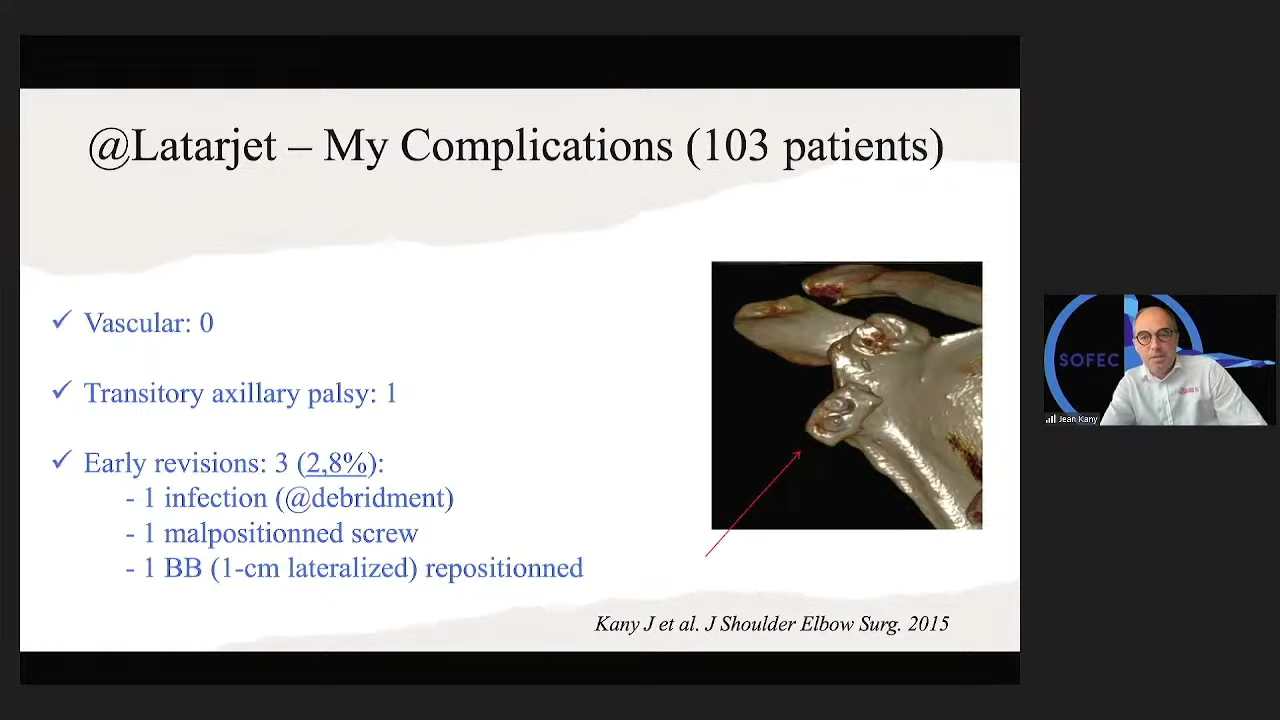 @Latarjet – My Complications (103 patients)
✓ Vascular: 0
✓ Transitory axillary palsy: 1
✓ Early revisions: 3 (2,8%):
- 1 infection (@debridment)
- 1 malpositionned screw
- 1 BB (1-cm lateralized) repositionned
Kany J et al. J Shoulder Elbow Surg. 2015
SOFEC
Jean Kany